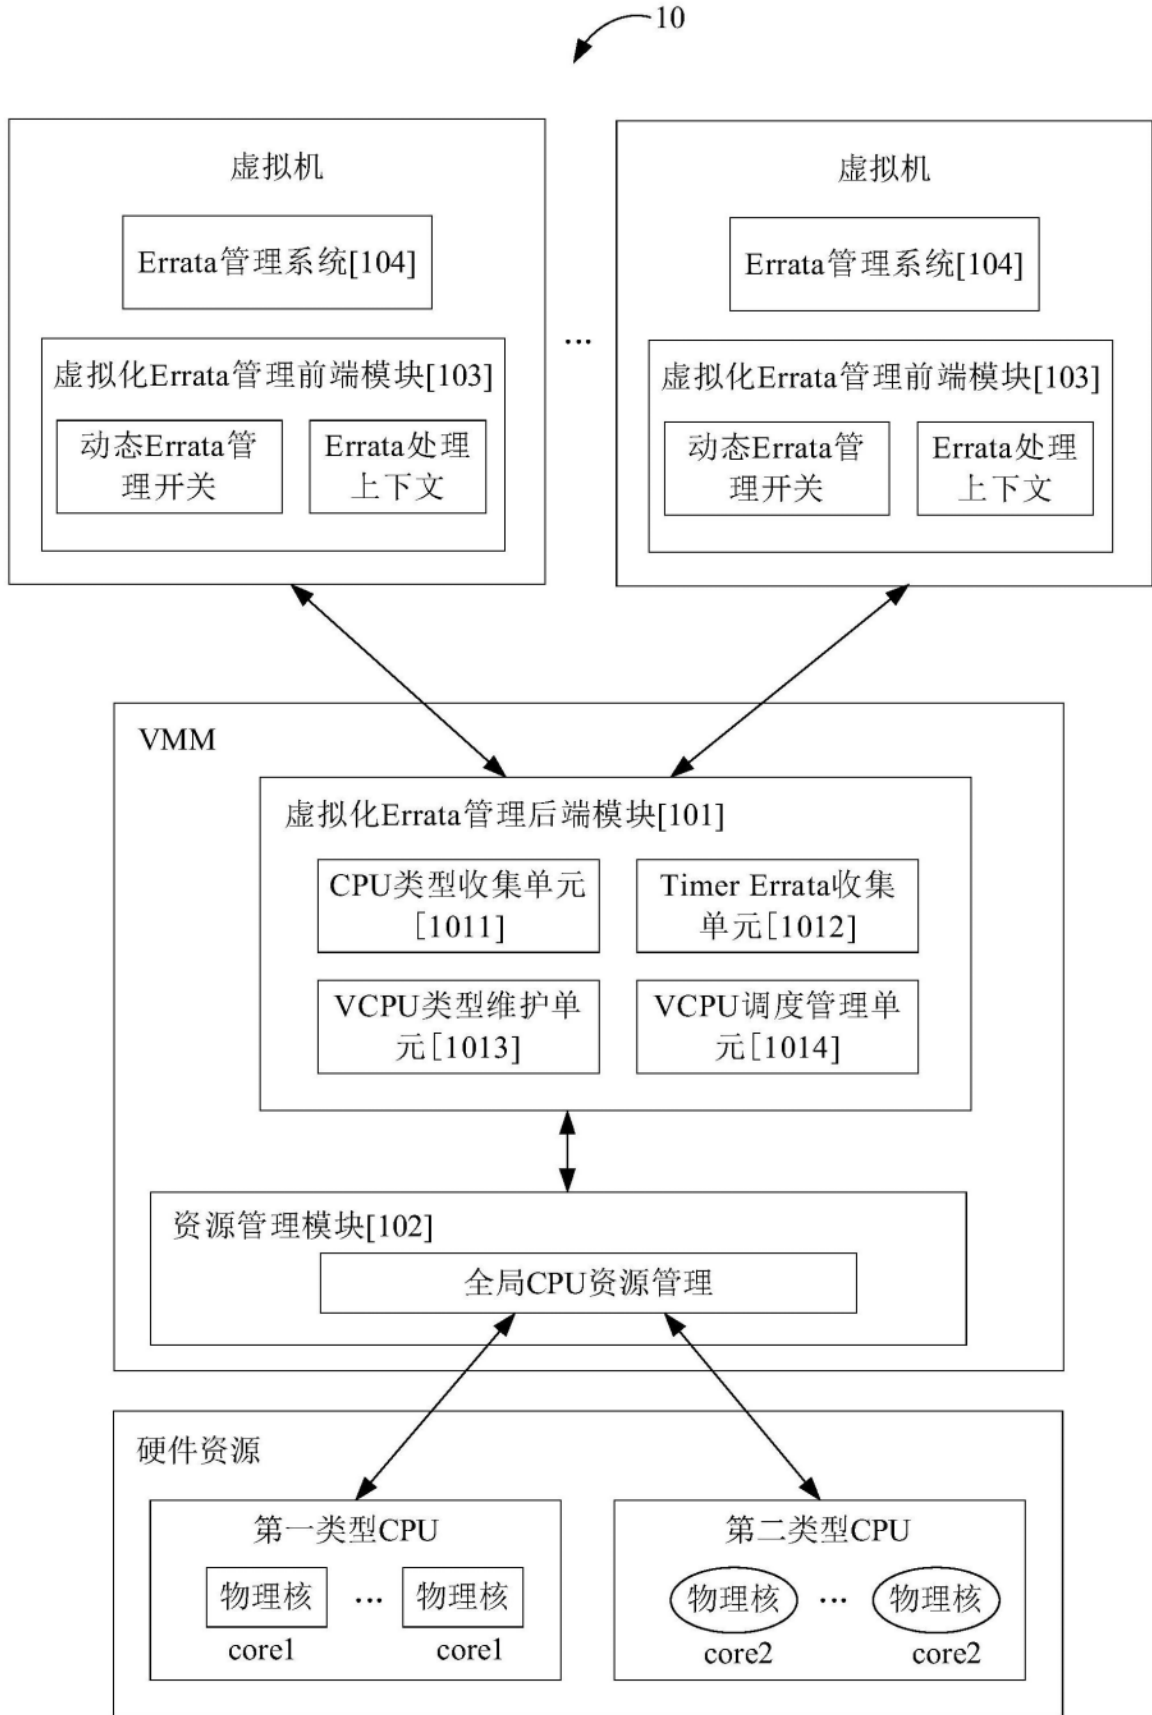 10
虚拟机
Errata管理系统[104]
虚拟化Errata管理前端模块[103]
动态Errata管
理开关
Errata处理
上下文
...
虚拟机
Errata管理系统[104]
虚拟化Errata管理前端模块[103]
动态Errata管
理开关
Errata处理
上下文
VMM
虚拟化Errata管理后端模块[101]
CPU类型收集单元
[1011]
Timer Errata收集
单元[1012]
VCPU类型维护单
元[1013]
VCPU调度管理单
元[1014]
资源管理模块[102]
全局CPU资源管理
硬件资源
第一类型CPU
物理核 ... 物理核
core1 core1
第二类型CPU
物理核 ... 物理核
core2 core2